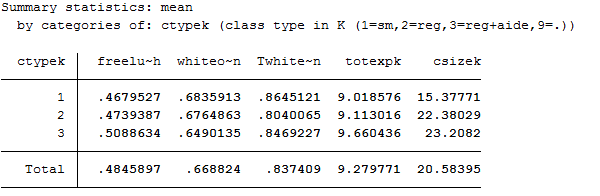 Summary statistics: mean
by categories of: ctypek (class type in K (1=sm,2=reg,3=reg+aide,9=.))
ctypek freelu~h whiteo~n Twhite~n totexpk csizek
1 .4679527 .6835913 .8645121 9.018576 15.37771
2 .4739387 .6764863 .8040065 9.113016 22.38029
3 .5088634 .6490135 .8469227 9.660436 23.2082
Total .4845897 .668824 .837409 9.279771 20.58395